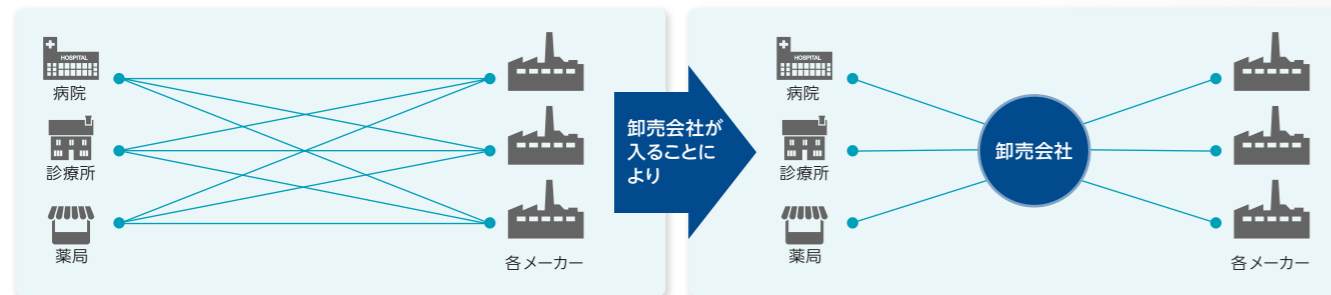 HOSPITAL
病院
診療所
薬局
各メーカー
卸売会社が
入ることに
より
HOSPITAL
病院
診療所
薬局
卸売会社
各メーカー